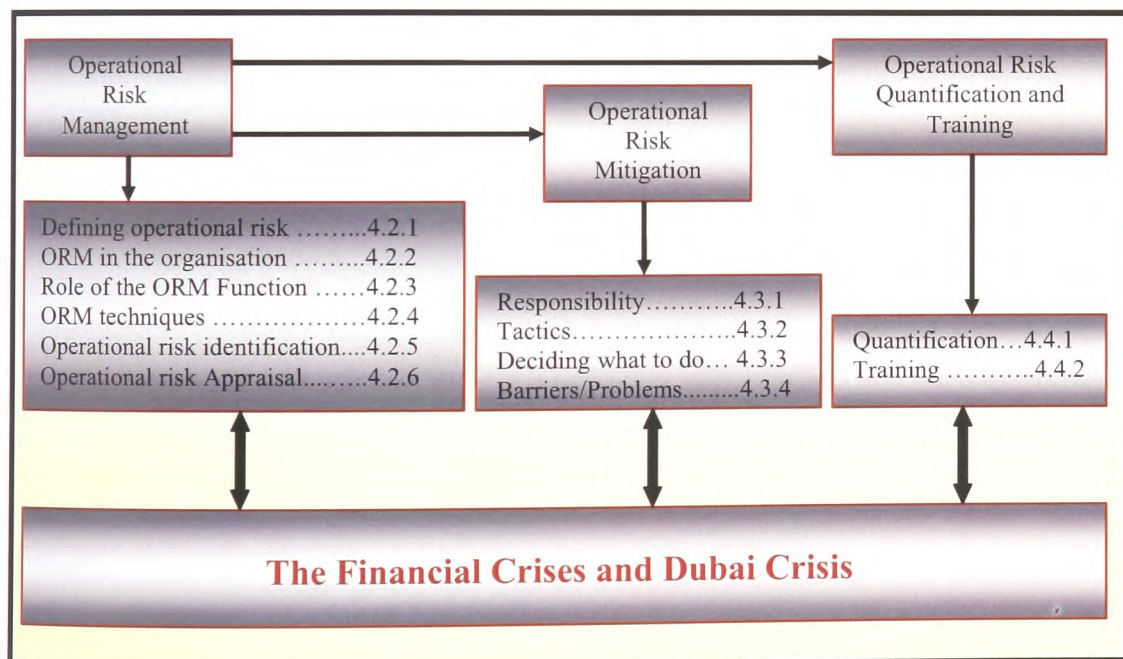 Operational
Risk
Management
Operational
Risk
Mitigation
Operational Risk
Quantification and
Training
Defining operational risk ………...4.2.1
ORM in the organisation ………...4.2.2
Role of the ORM Function ……4.2.3
ORM techniques ………………….4.2.4
Operational risk identification....4.2.5
Operational risk Appraisal....…..4.2.6
Responsibility………...4.3.1
Tactics…………………...4.3.2
Deciding what to do… 4.3.3
Barriers/Problems.........4.3.4
Quantification…4.4.1
Training ………..4.4.2
The Financial Crises and Dubai Crisis